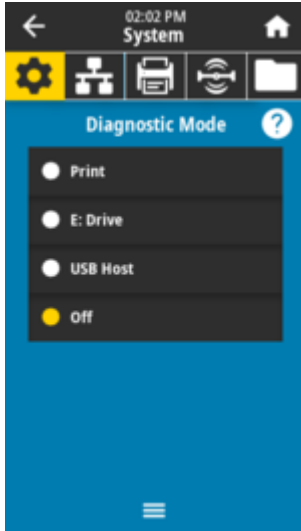 02:02 PM
System
Diagnostic Mode
?
Print
E: Drive
USB Host
Off